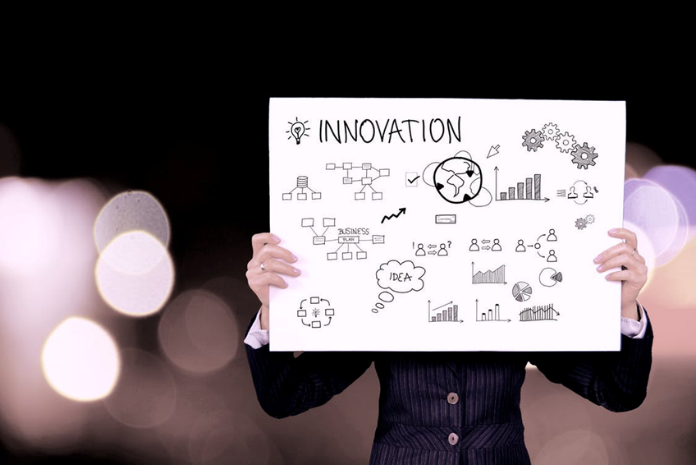 INNOVATION
BUSINESS
PLAN
! ?
IDEA